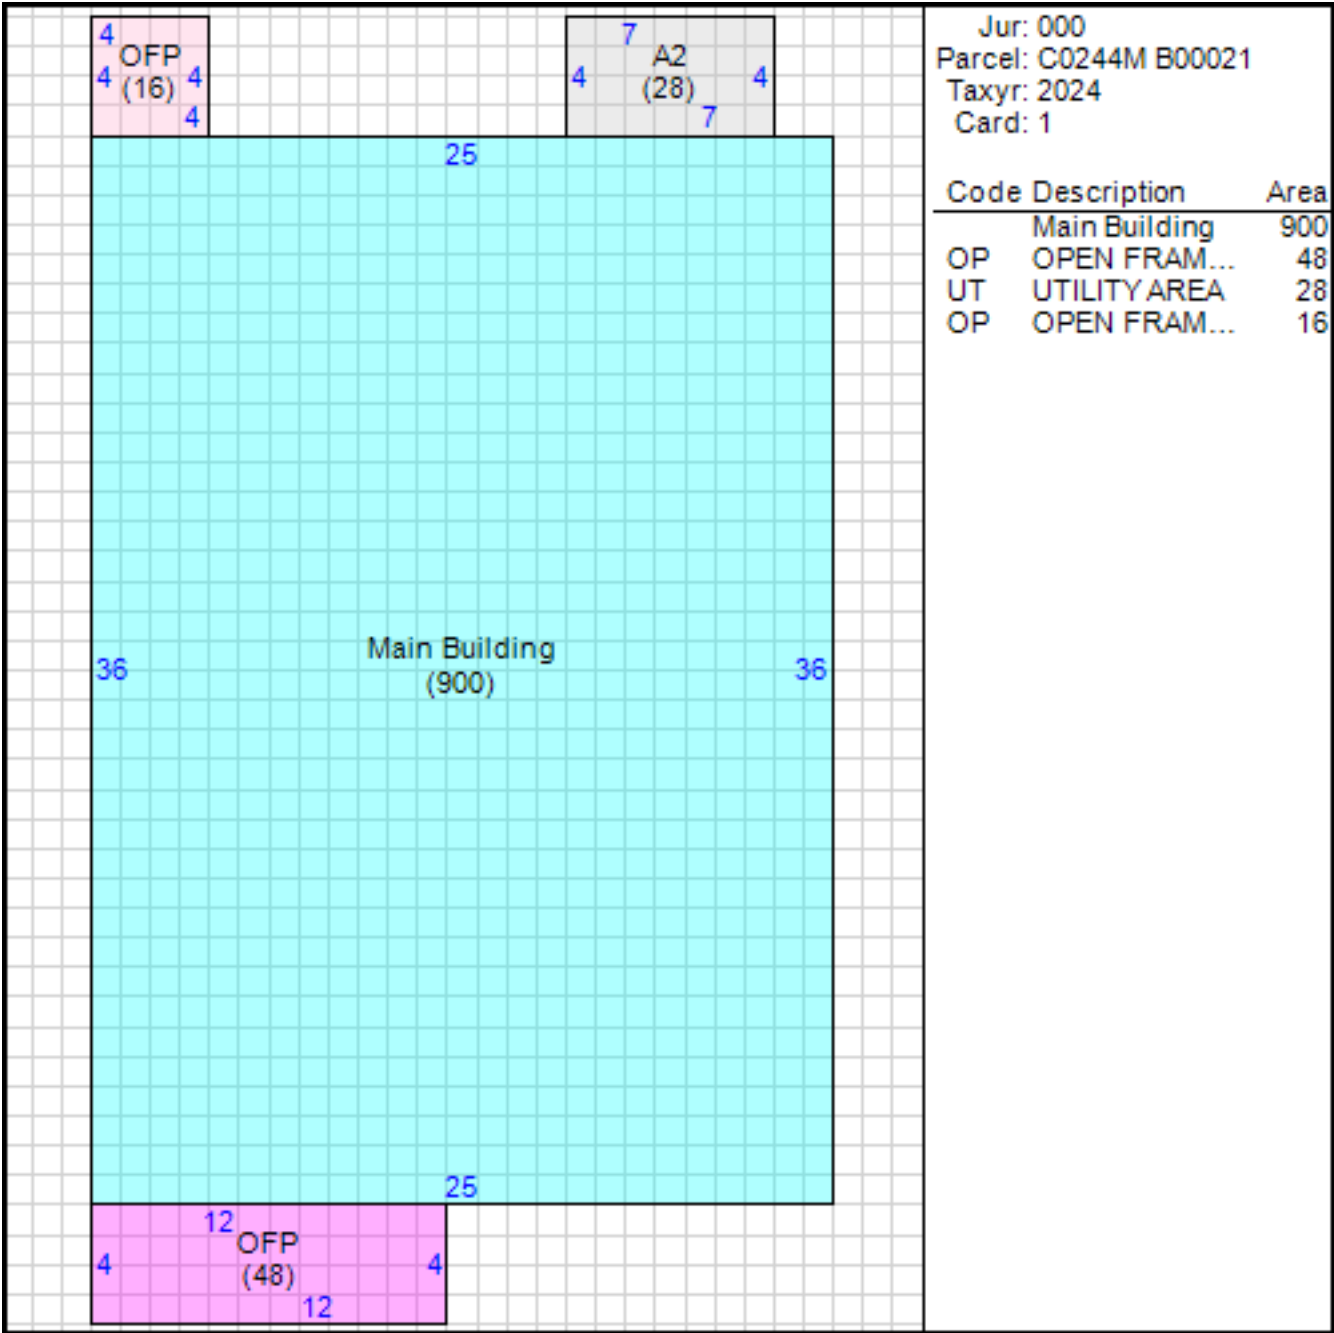 4
OFP
4 (16) 4
4
7
A2
4 (28) 4
7
25
Main Building
36 (900) 36
25
12
OFP
4 (48) 4
12
Jur: 000
Parcel: C0244M B00021
Taxyr: 2024
Card: 1
Code Description Area
Main Building 900
OP OPEN FRAM... 48
UT UTILITY AREA 28
OP OPEN FRAM... 16